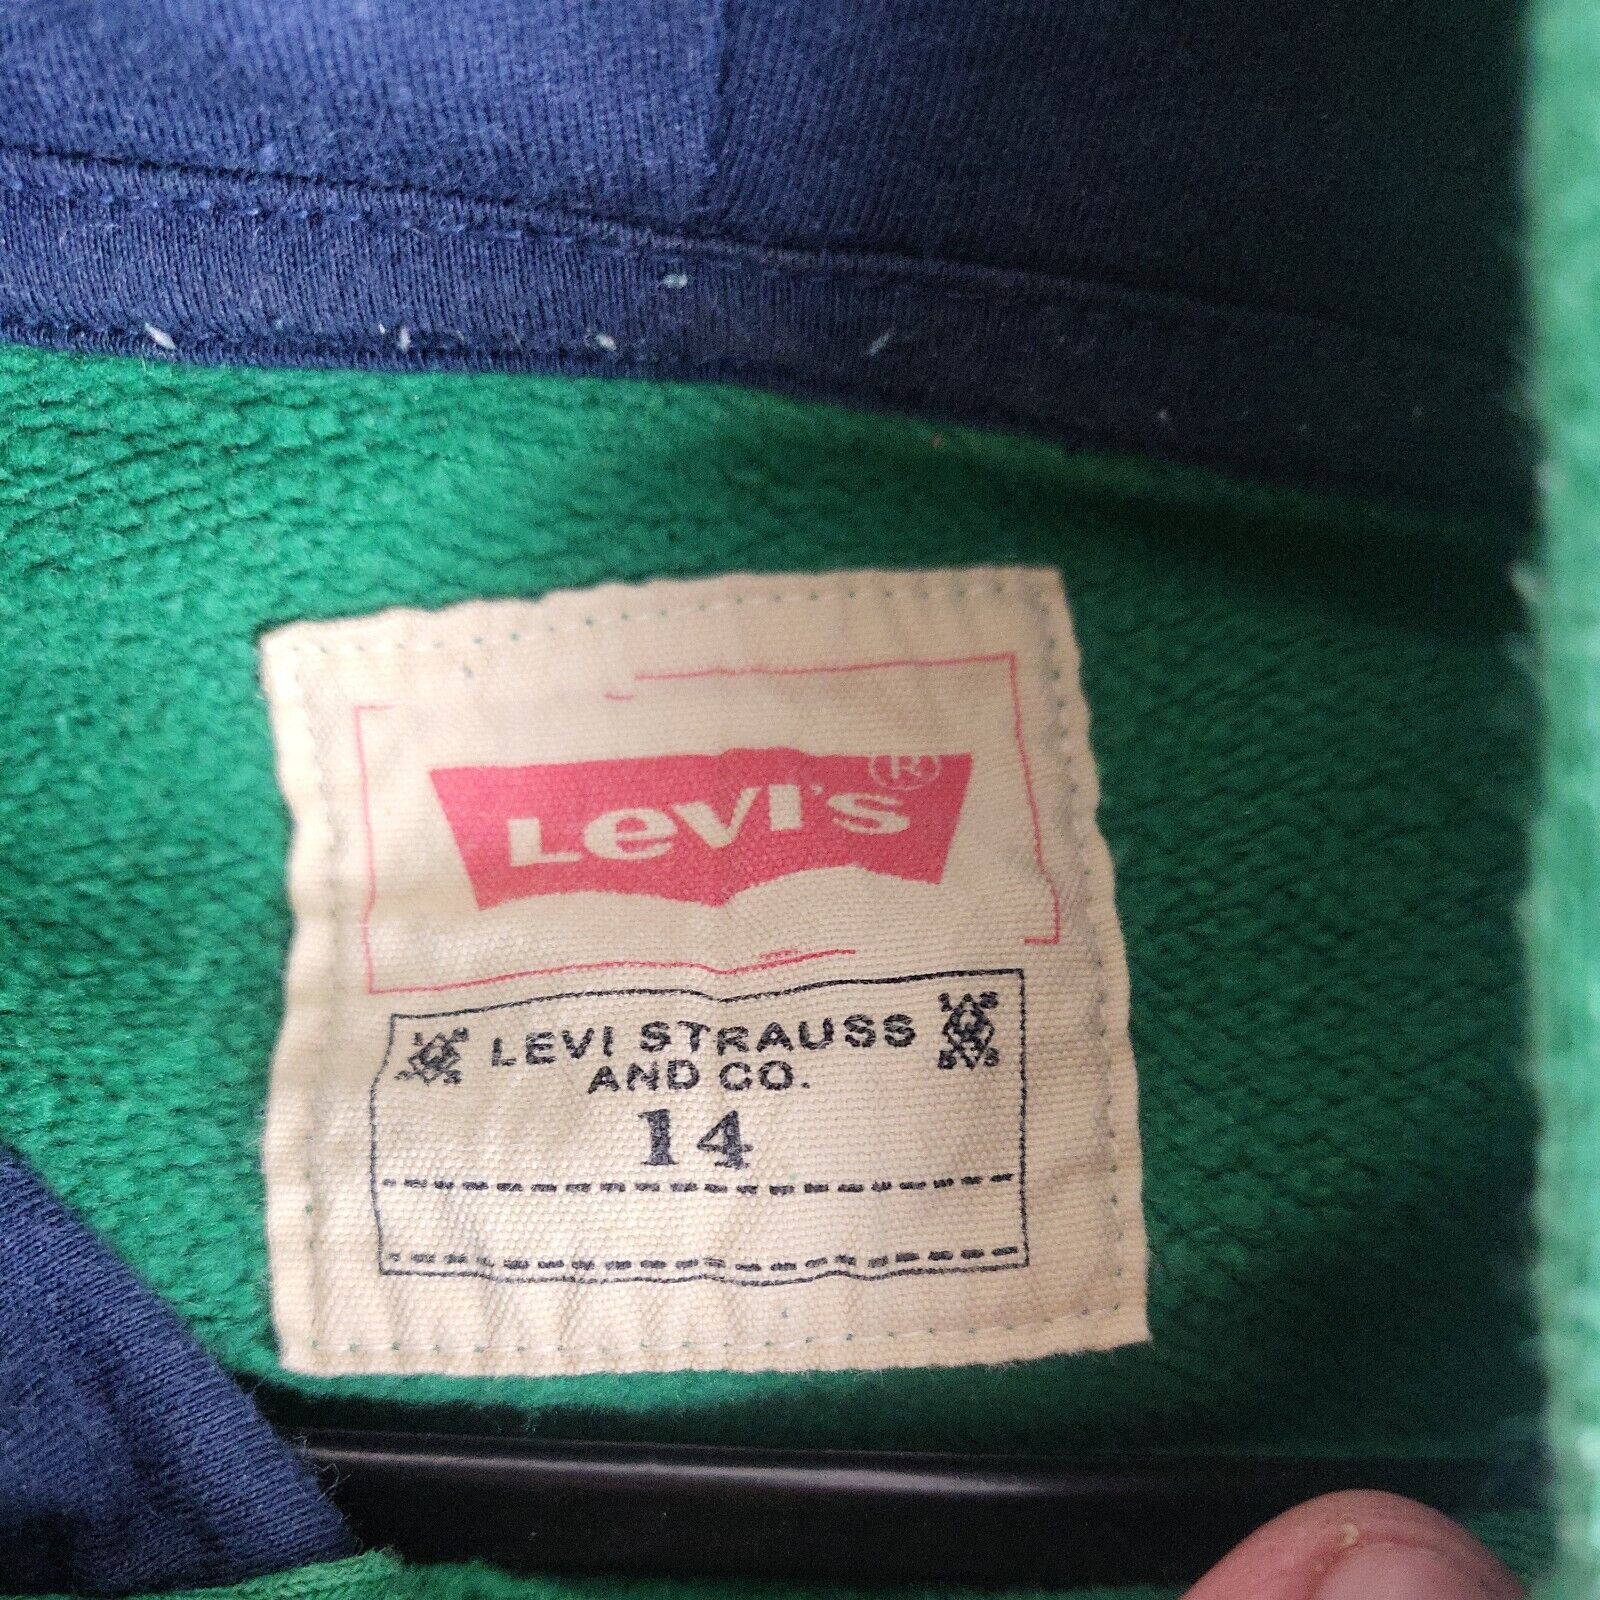 Levi's®
LEVI STRAUSS
AND CO.
14